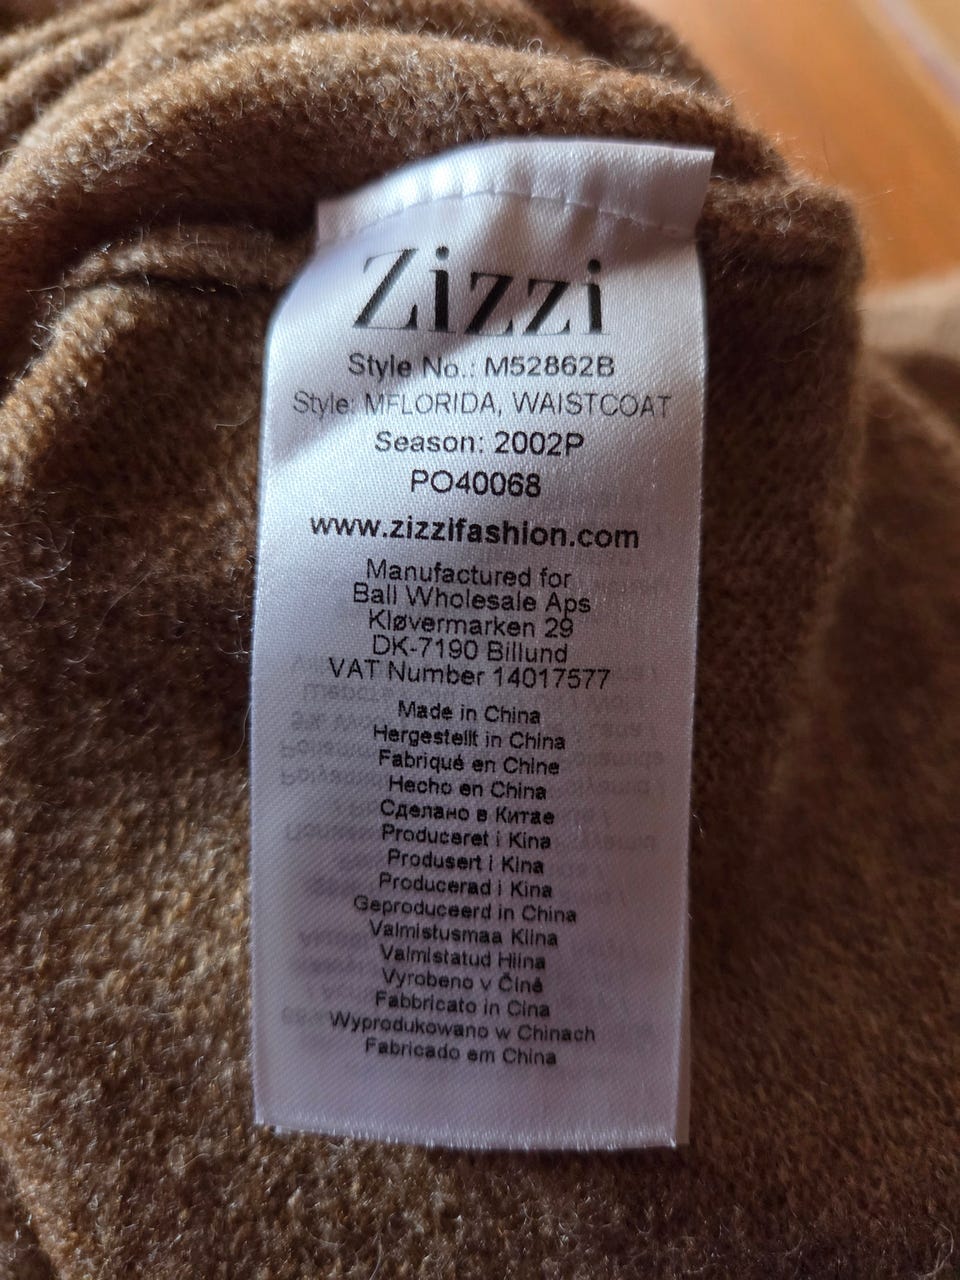 Zizzi
Style No.: M52862B
Style: MFLORIDA, WAISTCOAT
Season: 2002P
PO40068
www.zizzifashion.com
Manufactured for
Ball Wholesale Aps
Kløvermarken 29
DK-7190 Billund
VAT Number 14017577
Made in China
Hergestellt in China
Fabriqué en Chine
Hecho en China
Сделано в Китае
Produceret i Kina
Produsert i Kina
Producerad i Kina
Geproduceerd in China
Valmistusmaa Kiina
Valmistatud Hiina
Vyrobeno v Číně
Fabbricato in Cina
Wyprodukowano w Chinach
Fabricado em China